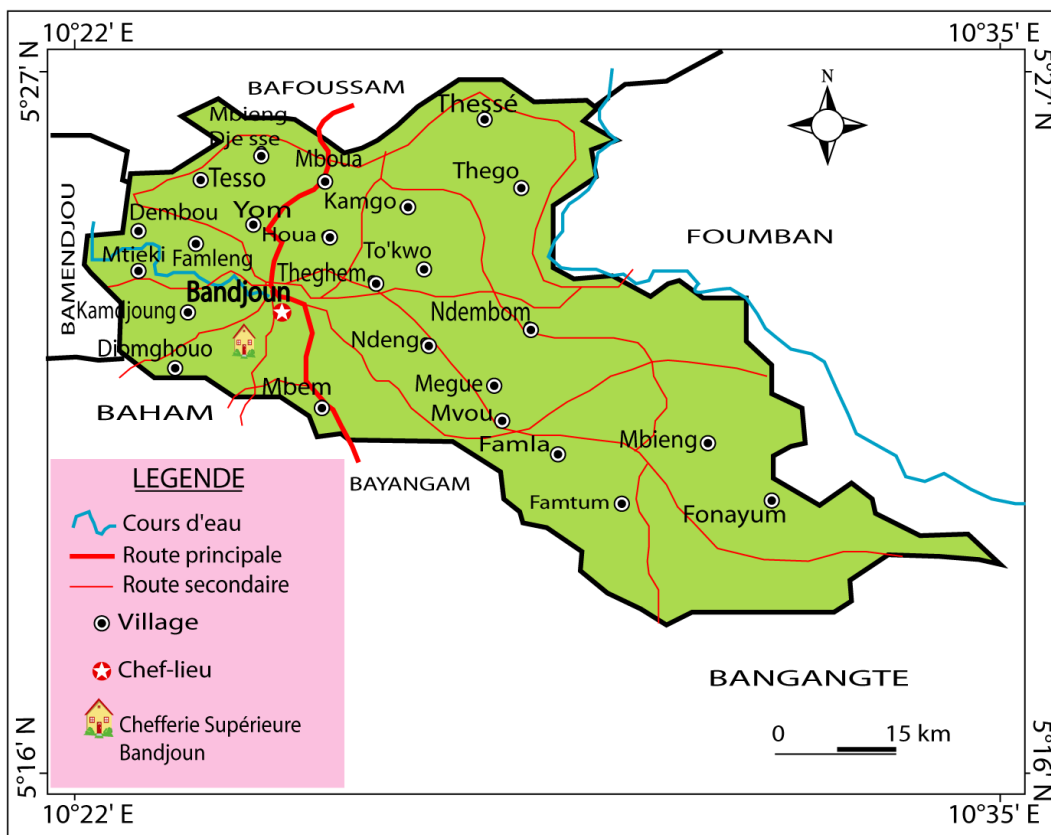 10°22' E
10°35' E
5°27' N
5°27' N
N
BAFOUSSAM
Mbieng
Dje sse
Thessé
Mboua
Thego
Tesso
Kamgo
Dembou
Yom
Houa
FOUMBAN
To'kwo
Mtieki
Famleng
Theghem
BAMENDJOU
Bandjoun
Kamdjoung
Ndembom
Ndeng
Diomghouo
Mbem
Megue
BAHAM
Mvou
Famla
Mbieng
BAYANGAM
Famtum
Fonayum
LEGENDE
Cours d'eau
Route principale
Route secondaire
Village
Chef-lieu
Chefferie Supérieure
Bandjoun
BANGANGTE
0 15 km
5°16' N
5°16' N
10°22' E
10°35' E